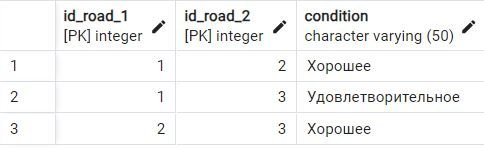 id_road_1 id_road_2 condition
[PK] integer [PK] integer character varying (50)
1 1 2 Хорошее
2 1 3 Удовлетворительное
3 2 3 Хорошее